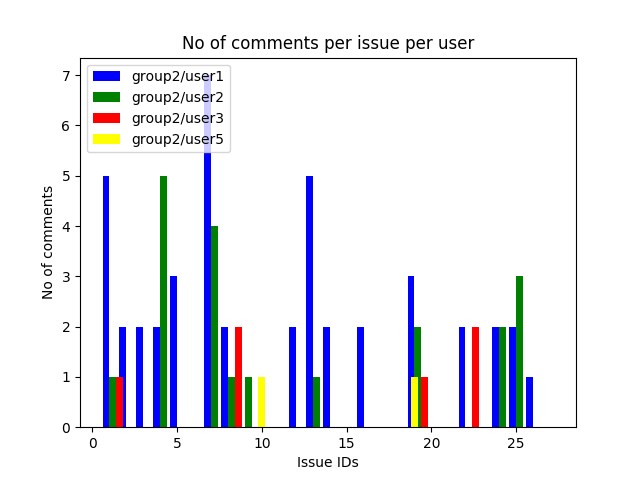 No of comments per issue per user
group2/user1
group2/user2
group2/user3
group2/user5
7
6
5
4
3
2
1
0
No of comments
0 5 10 15 20 25
Issue IDs